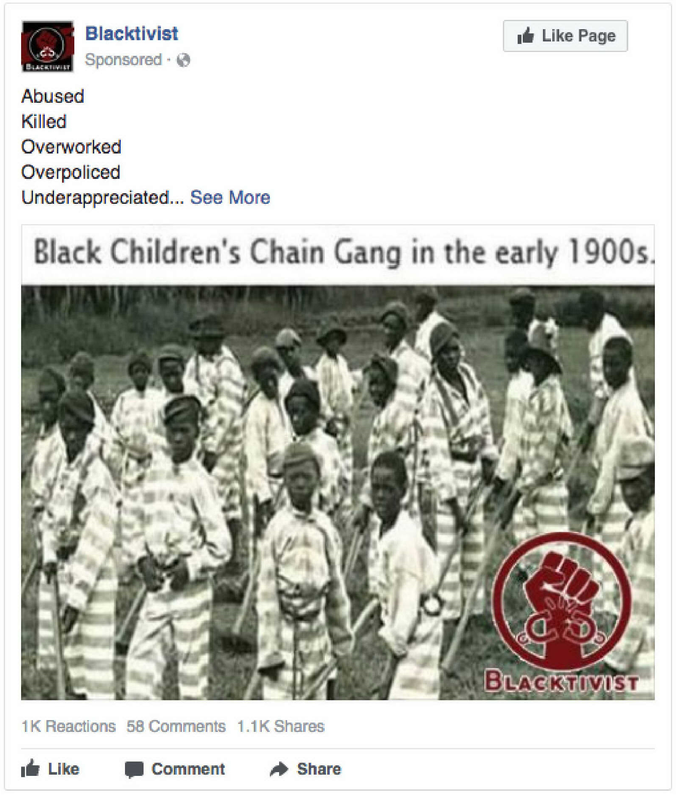 BLACKTIVIST
Blacktivist
Sponsored ·
Like Page
Abused
Killed
Overworked
Overpoliced
Underappreciated... See More
Black Children's Chain Gang in the early 1900s.
BLACKTIVIST
1K Reactions 58 Comments 1.1K Shares
Like Comment Share